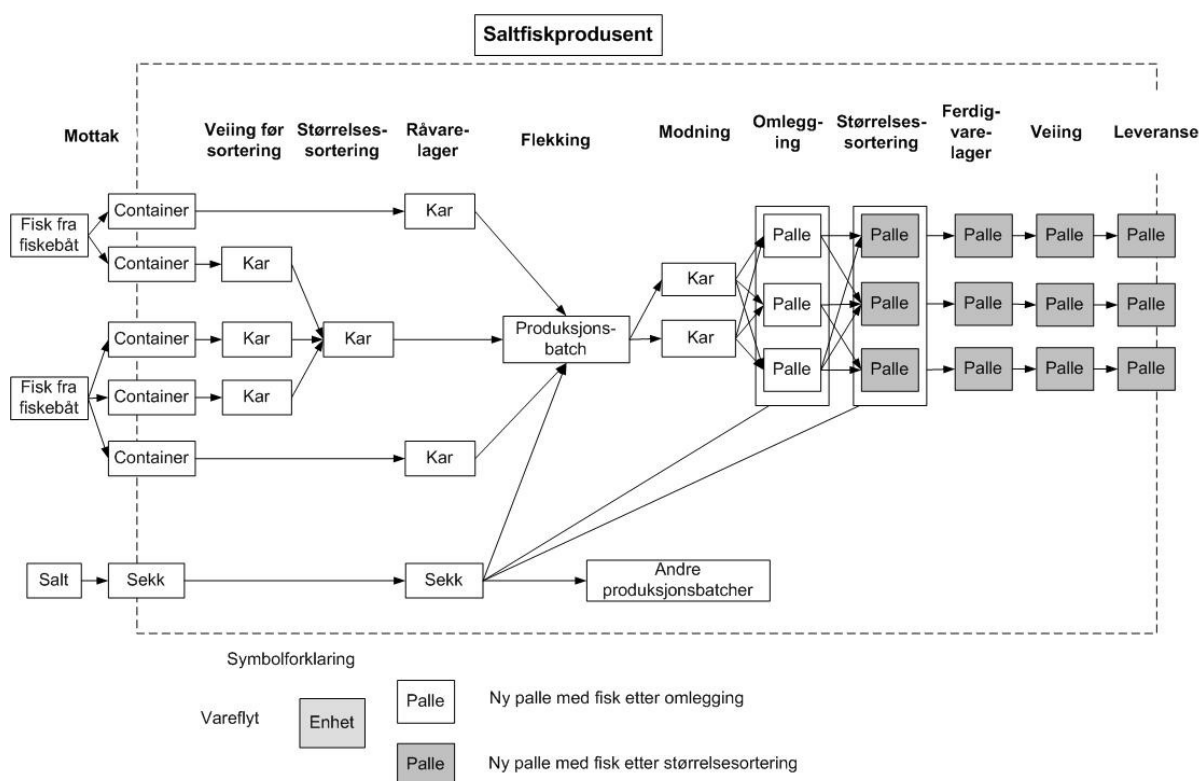 Saltfiskprodusent
Mottak
Veiing før
sortering
Størrelses-
sortering
Råvare-
lager
Flekking
Modning
Omlegg-
ing
Størrelses-
sortering
Ferdig-
vare-
lager
Veiing
Leveranse
Fisk fra
fiskebåt
Container
Kar
Container
Kar
Palle
Palle
Palle
Palle
Palle
Kar
Produksjons-
batch
Palle
Palle
Palle
Palle
Palle
Fisk fra
fiskebåt
Container
Kar
Kar
Kar
Container
Kar
Palle
Palle
Palle
Palle
Palle
Container
Kar
Salt
Sekk
Sekk
Andre
produksjonsbatcher
Symbolforklaring
Vareflyt
Enhet
Palle
Ny palle med fisk etter omlegging
Palle
Ny palle med fisk etter størrelsesortering